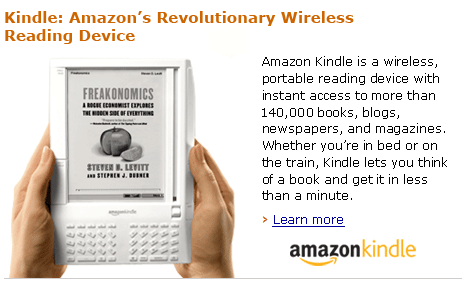 Kindle: Amazon's Revolutionary Wireless
Reading Device
Amazon Kindle is a wireless,
portable reading device with
instant access to more than
140,000 books, blogs,
newspapers, and magazines.
Whether you're in bed or on
the train, Kindle lets you think
of a book and get it in less
than a minute.
> Learn more
amazonkindle
Freakonomics
Steven D. Levitt
FREAKONOMICS
A ROGUE ECONOMIST EXPLORES
THE HIDDEN SIDE OF EVERYTHING
STEVEN D. LEVITT
AND STEPHEN J. DUBNER
amazonkindle